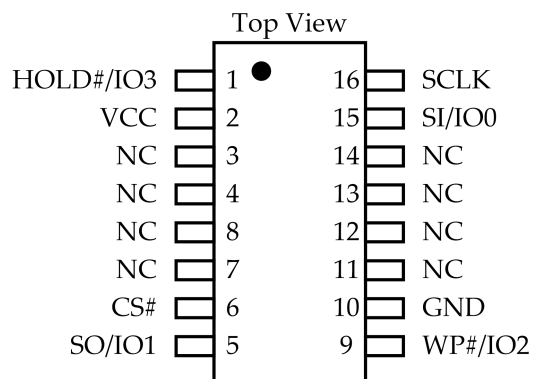 Top View
HOLD#/IO3 1 16 SCLK
VCC 2 15 SI/IO0
NC 3 14 NC
NC 4 13 NC
NC 8 12 NC
NC 7 11 NC
CS# 6 10 GND
SO/IO1 5 9 WP#/IO2